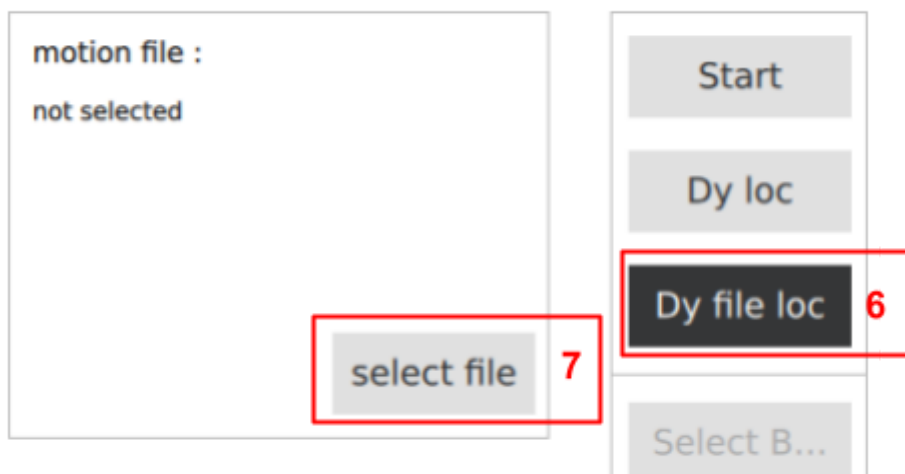 motion file :
not selected
select file
7
Start
Dy loc
Dy file loc
6
Select B...